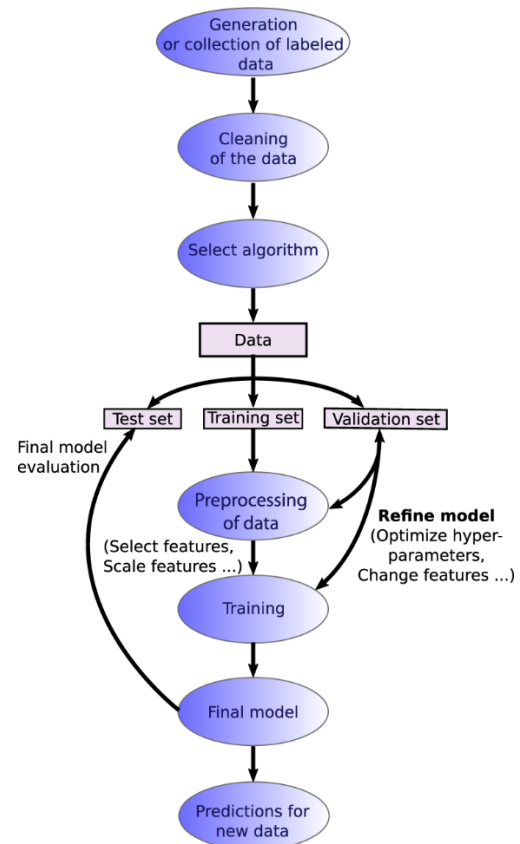 Generation
or collection of labeled
data
Cleaning
of the data
Select algorithm
Data
Test set
Training set
Validation set
Final model
evaluation
Preprocessing
of data
Refine model
(Optimize hyper-
parameters,
Change features ...)
(Select features,
Scale features ...)
Training
Final model
Predictions for
new data